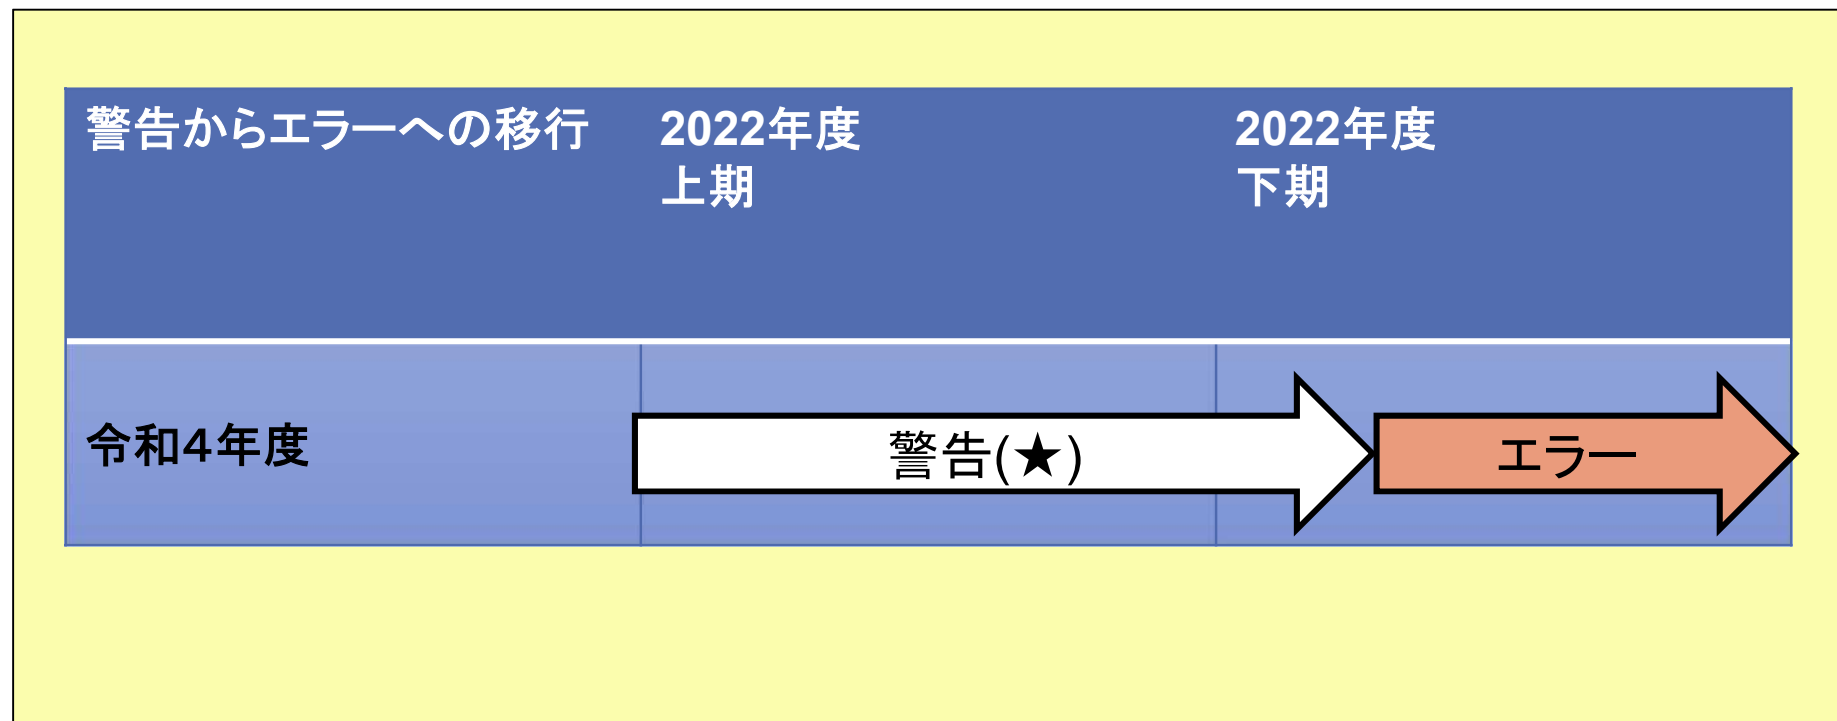 警告からエラーへの移行
2022年度
上期
2022年度
下期
令和4年度
警告(★)
エラー